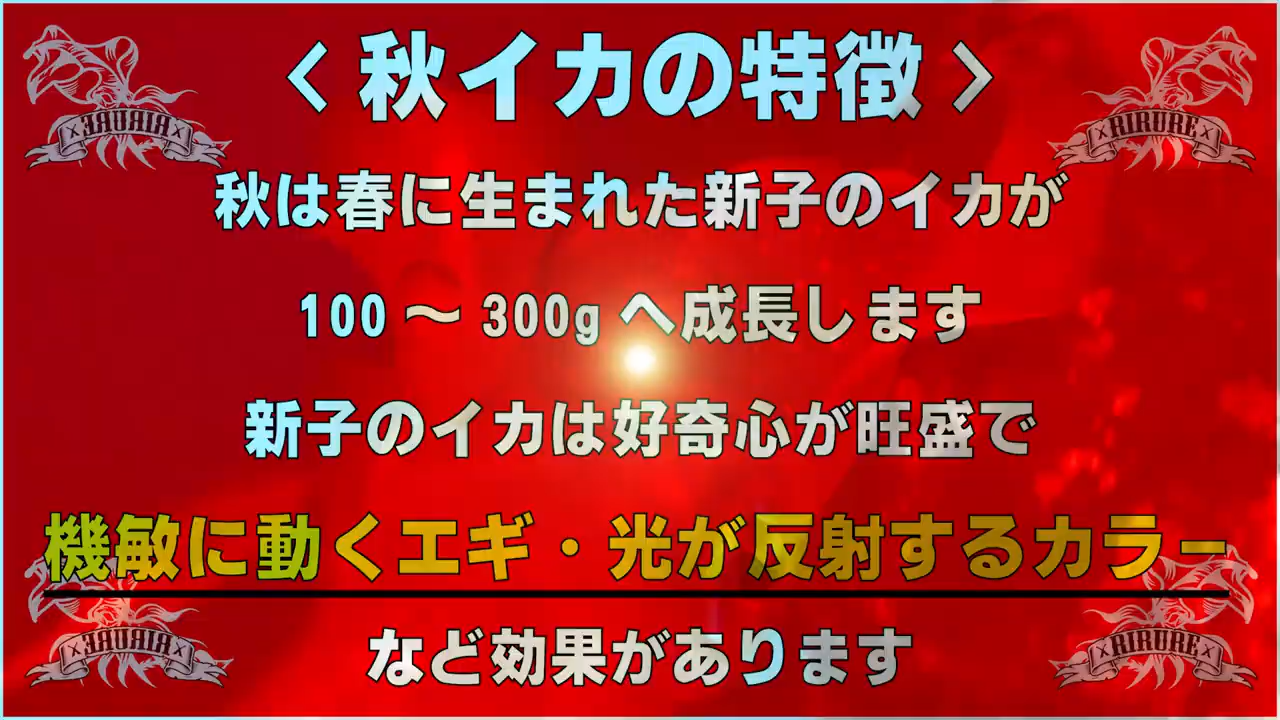 〈 秋イカの特徴 〉
秋は春に生まれた新子のイカが
100 〜 300g へ成長します
新子のイカは好奇心が旺盛で
機敏に動くエギ・光が反射するカラー
など効果があります
RIRURE
RIRURE
RIRURE
RIRURE